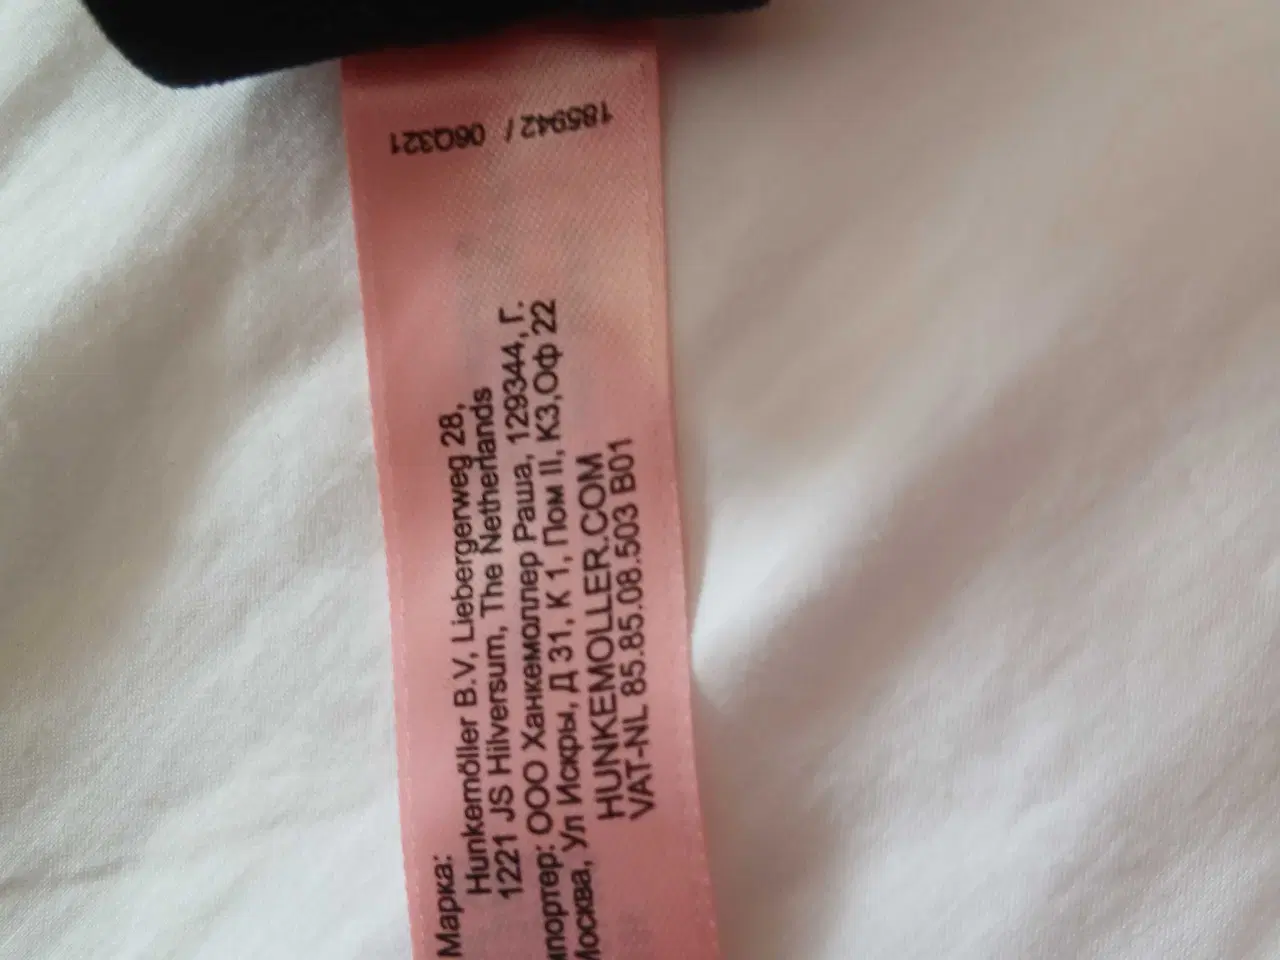 185942 / 06Q321
Марка:
Hunkemöller B.V, Liebergerweg 28,
1221 JS Hilversum, The Netherlands
мпортер: ООО Ханкемоллер Раша, 129344, Г.
Москва, Ул Искры, Д 31, К 1, Пом II, К3,Оф 22
HUNKEMOLLER.COM
VAT-NL 85.85.08.503 B01